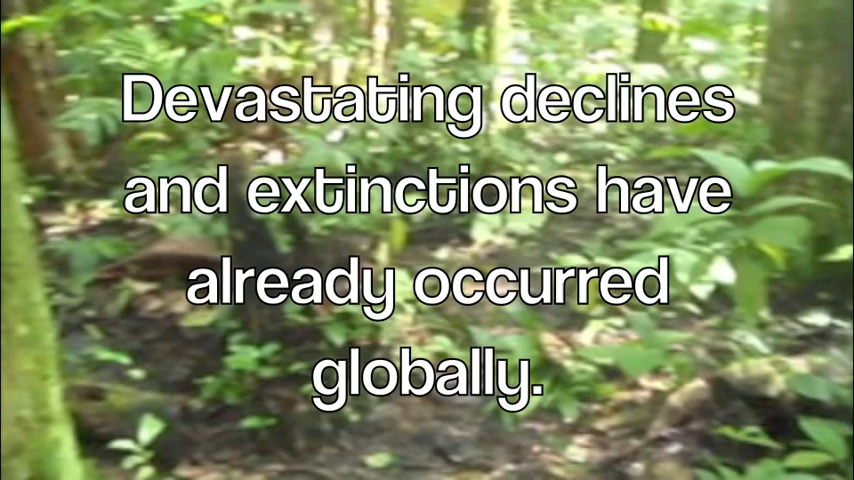 Devastating declines
and extinctions have
already occurred
globally.